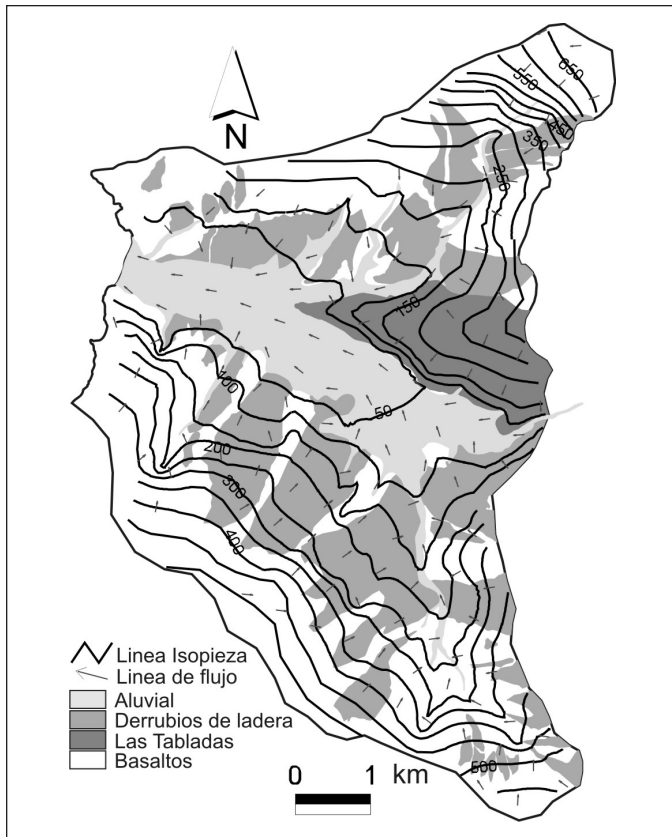 650
550
450
350
250
N
150
50
100
200
300
400
500
Linea Isopieza
Linea de flujo
Aluvial
Derrubios de ladera
Las Tabladas
Basaltos
0 1 km